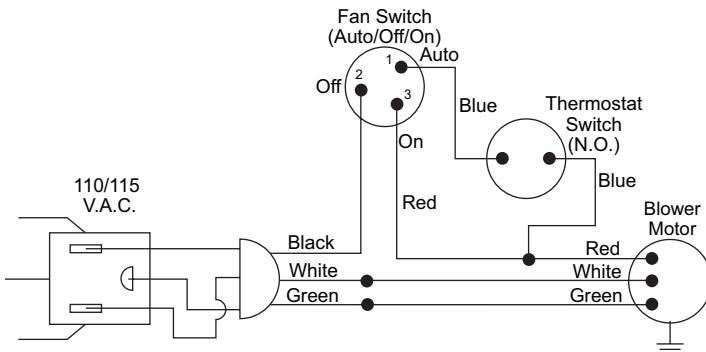 Fan Switch
(Auto/Off/On)
1
Auto
2
Off
3
On
Blue
Thermostat
Switch
(N.O.)
Blue
110/115
V.A.C.
Red
Blower
Motor
Black
Red
White
White
Green
Green